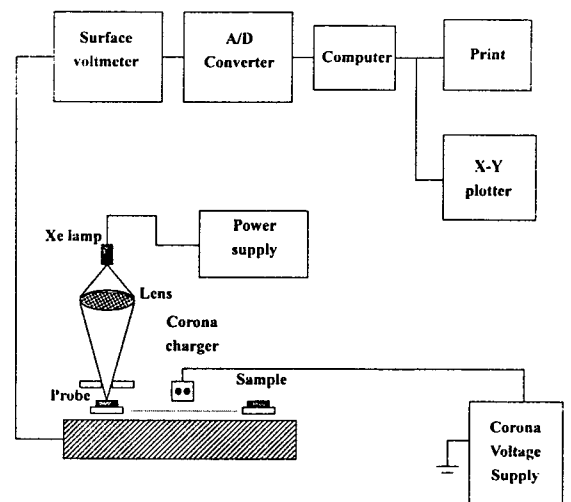 Surface
voltmeter
A/D
Converter
Computer
Print
X-Y
plotter
Xe lamp
Power
supply
Lens
Corona
charger
Probe
Sample
Corona
Voltage
Supply